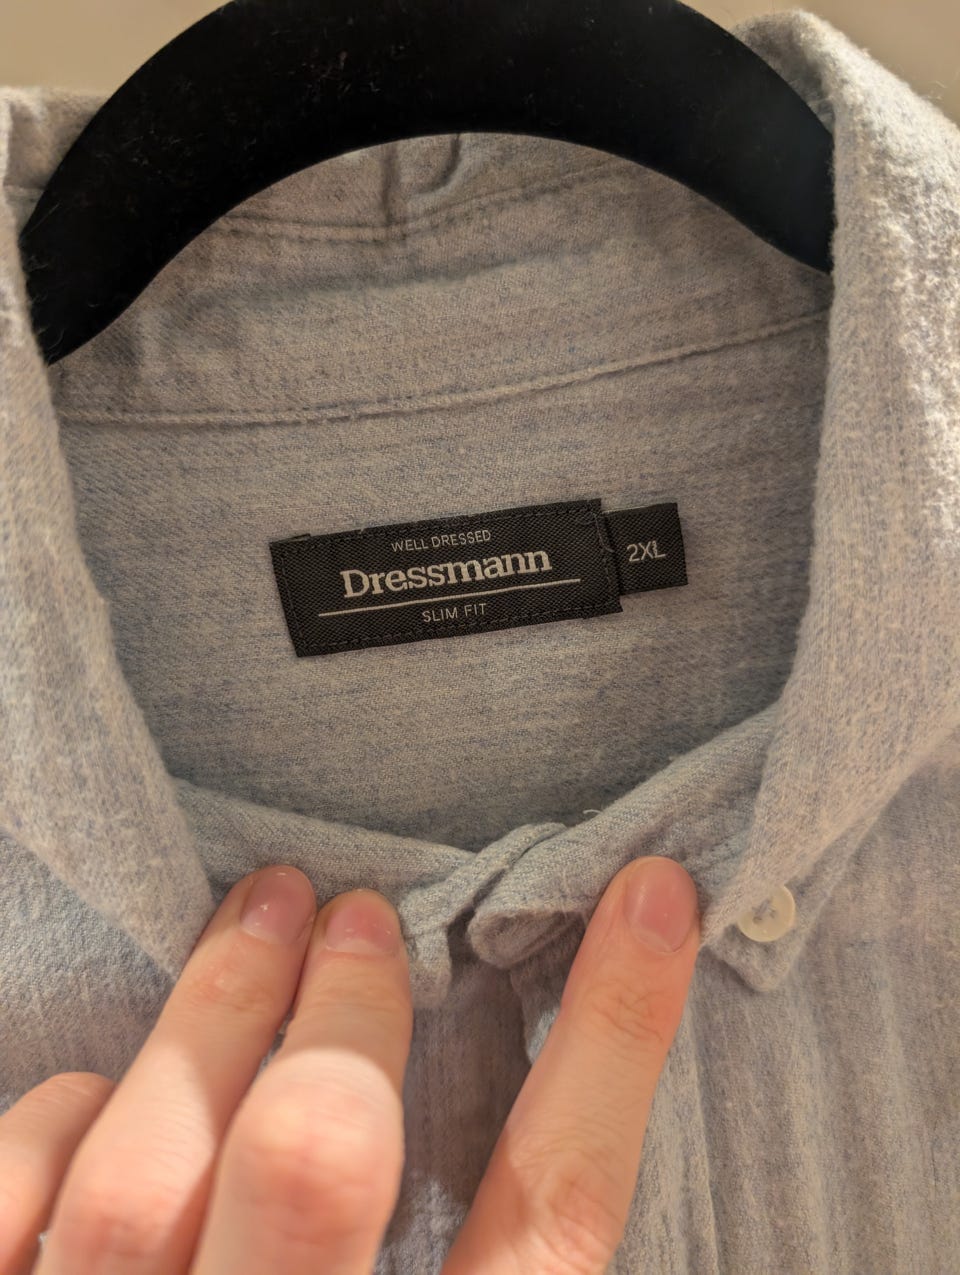 WELL DRESSED
Dressmann
SLIM FIT
2XL